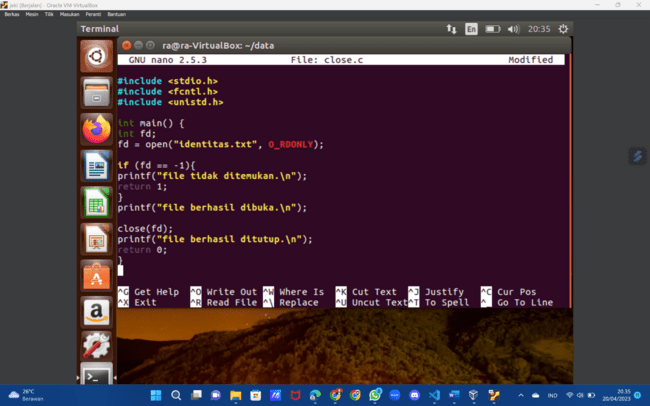 yist [Berjalan] - Oracle VM VirtualBox
Berkas Mesin Tilik Masukan Peranti Bantuan
Terminal En 20:35
ra@ra-VirtualBox: ~/data
GNU nano 2.5.3 File: close.c Modified
#include <stdio.h>
#include <fcntl.h>
#include <unistd.h>
int main() {
int fd;
fd = open("identitas.txt", O_RDONLY);
if (fd == -1){
printf("file tidak ditemukan.\n");
return 1;
}
printf("file berhasil dibuka.\n");
close(fd);
printf("file berhasil ditutup.\n");
return 0;
}
^G Get Help ^O Write Out ^W Where Is ^K Cut Text ^J Justify ^C Cur Pos
^X Exit ^R Read File ^\ Replace ^U Uncut Text ^T To Spell ^_ Go To Line
26°C
Berawan
IND
20.35
20/04/2023